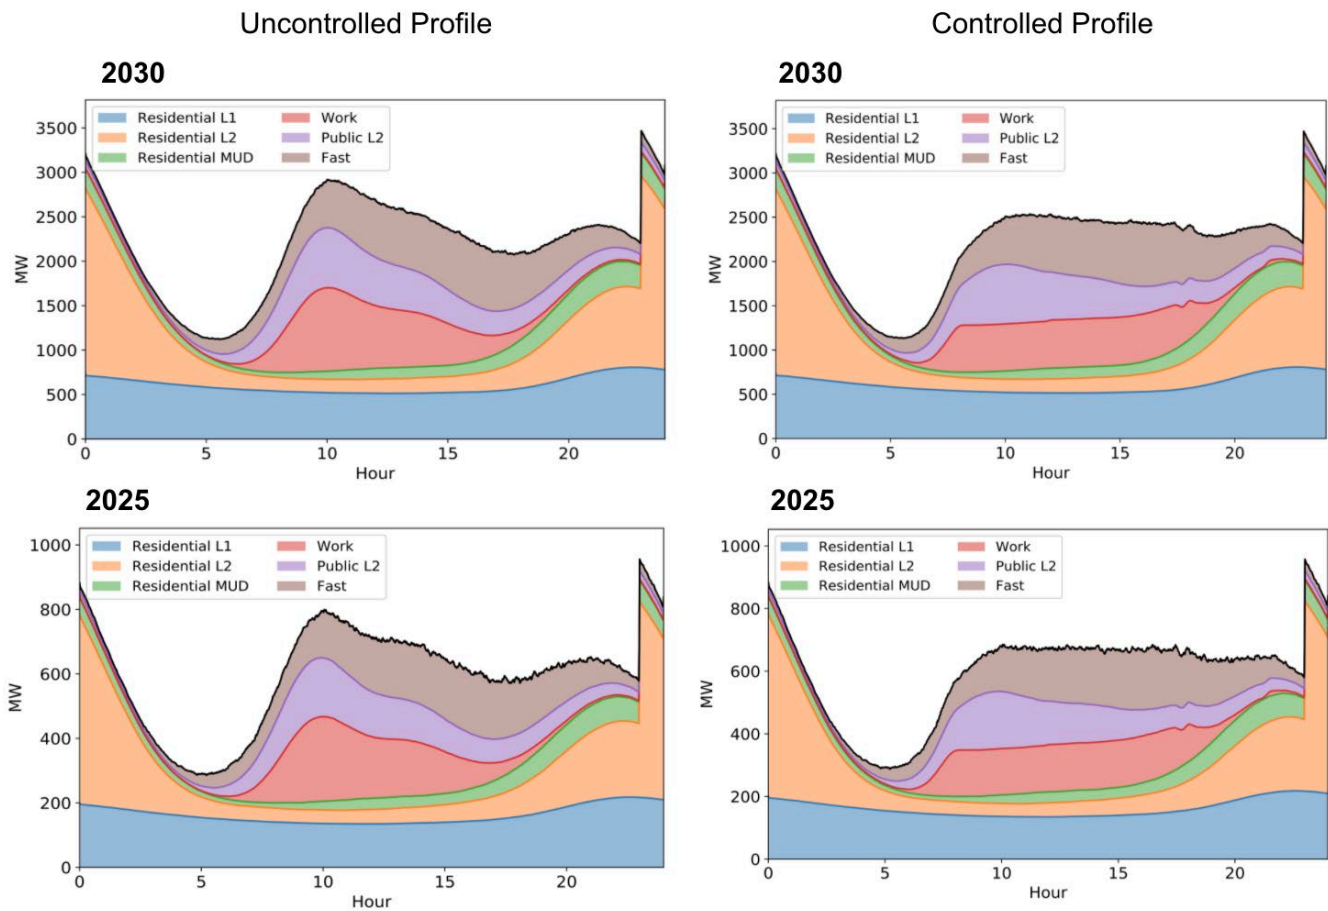 Uncontrolled Profile
Controlled Profile
2030
Residential L1
Residential L2
Residential MUD
Work
Public L2
Fast
3500
3000
2500
2000
1500
1000
500
0
MW
0 5 10 15 20
Hour
2030
Residential L1
Residential L2
Residential MUD
Work
Public L2
Fast
3500
3000
2500
2000
1500
1000
500
0
MW
0 5 10 15 20
Hour
2025
Residential L1
Residential L2
Residential MUD
Work
Public L2
Fast
1000
800
600
400
200
0
MW
0 5 10 15 20
Hour
2025
Residential L1
Residential L2
Residential MUD
Work
Public L2
Fast
1000
800
600
400
200
0
MW
0 5 10 15 20
Hour